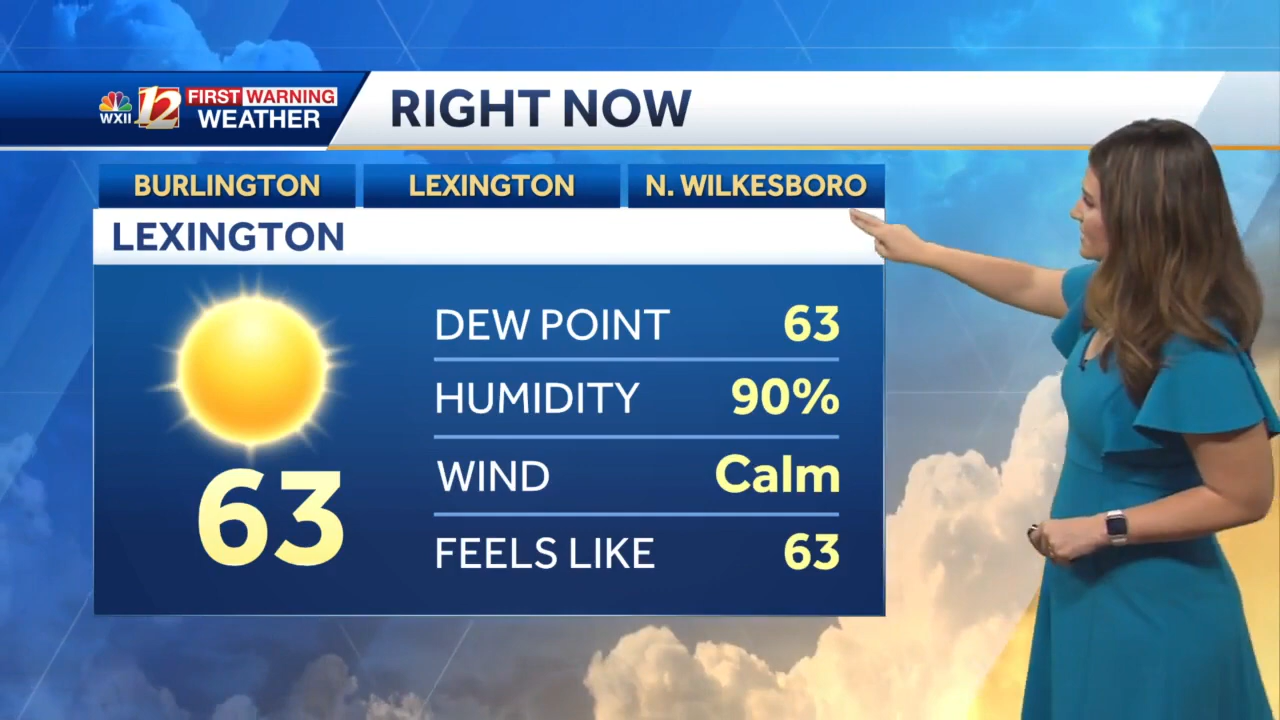 WXII 12 FIRST WARNING WEATHER
RIGHT NOW
BURLINGTON LEXINGTON N. WILKESBORO
LEXINGTON
63
DEW POINT 63
HUMIDITY 90%
WIND Calm
FEELS LIKE 63